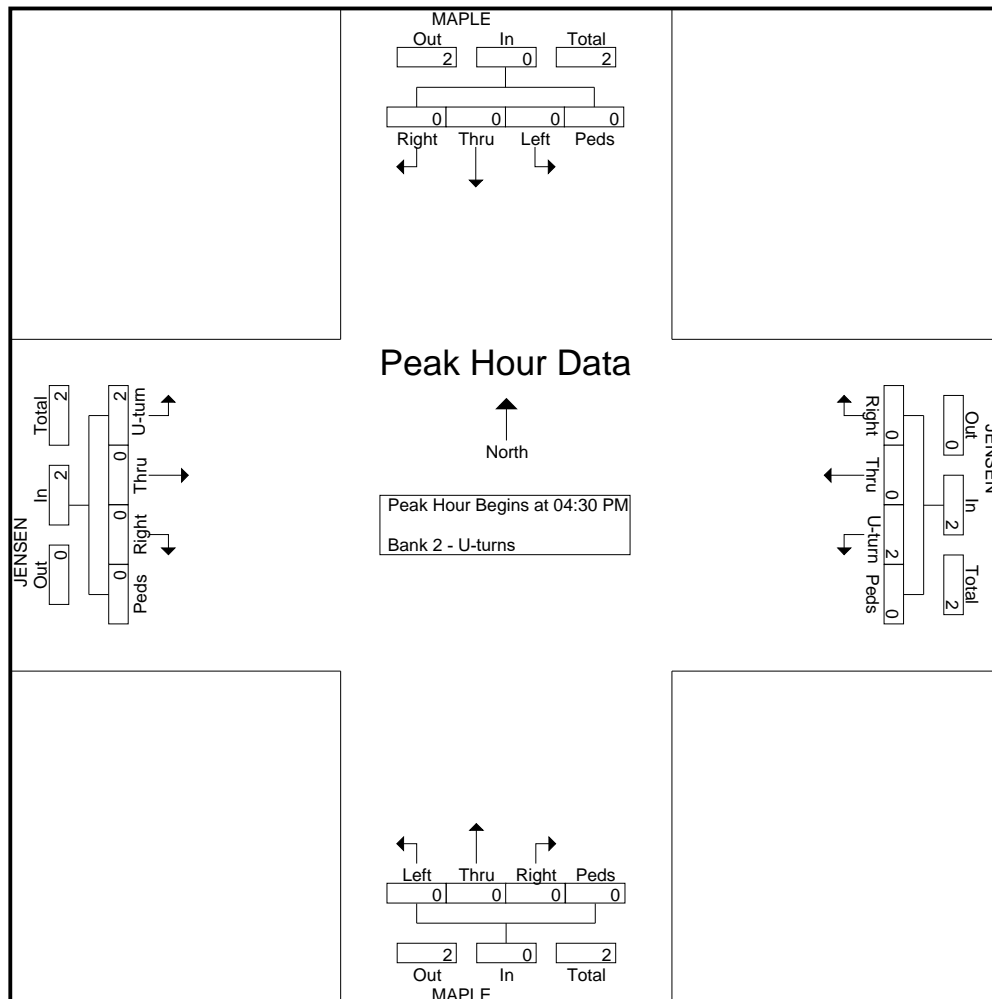 MAPLE
Out In Total
2 0 2
0 0 0 0
Right Thru Left Peds
Peak Hour Data
North
Peak Hour Begins at 04:30 PM
Bank 2 - U-turns
JENSEN
Out In Total
0 2 2
2 0 0 0
U-turn Thru Right Peds
JENSEN
Out In Total
0 2 2
0 0 2 0
Right Thru U-turn Peds
Left Thru Right Peds
0 0 0 0
2 0 2
Out In Total
MAPLE